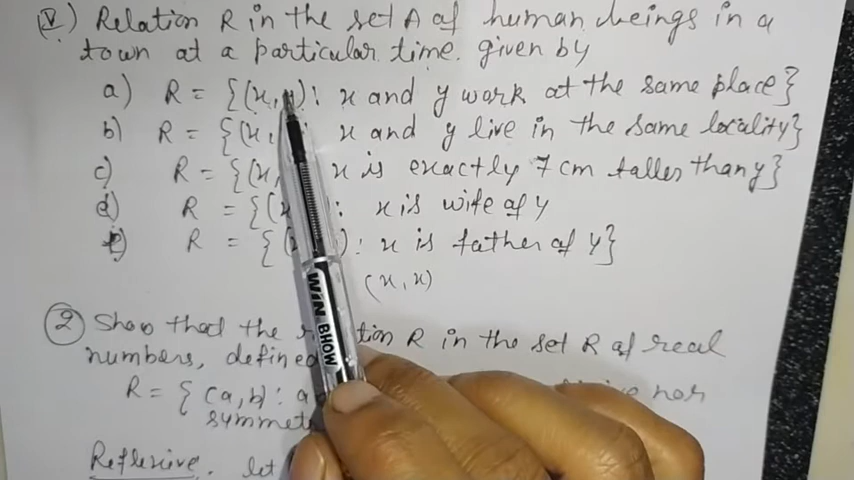 (V) Relation R in the set A of human beings in a
town at a particular time. given by
a) R = {(x, y): x and y work at the same place}
b) R = {(x, : x and y live in the same locality}
c) R = {(x, x is exactly 7 cm taller than y}
d) R = {( ): x is wife of y
e) R = {( ): x is father of y}
(x, x)
WIN BHOW
② Show that the tion R in the set R of real
numbers, defined
R = { (a, b): a nor
symmet
Reflexive. let